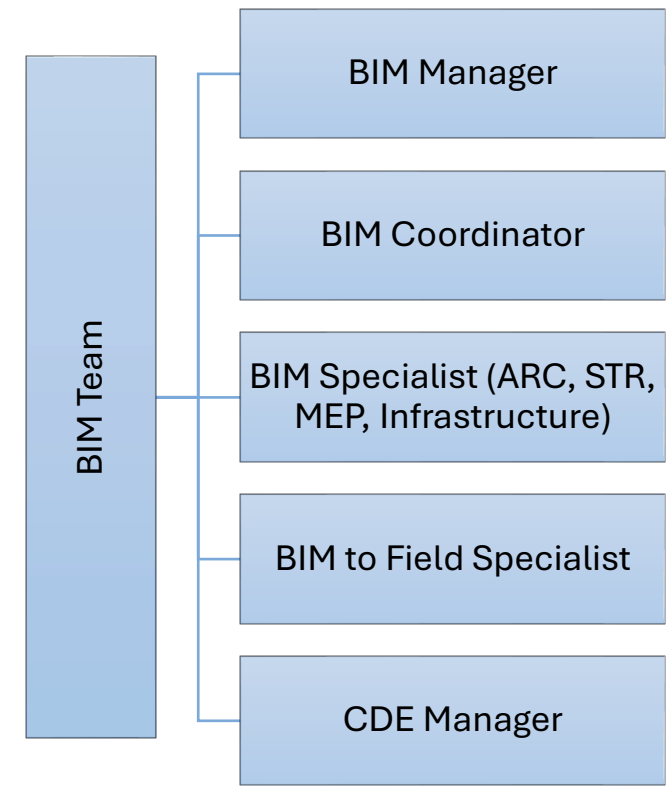 BIM Team
BIM Manager
BIM Coordinator
BIM Specialist (ARC, STR,
MEP, Infrastructure)
BIM to Field Specialist
CDE Manager